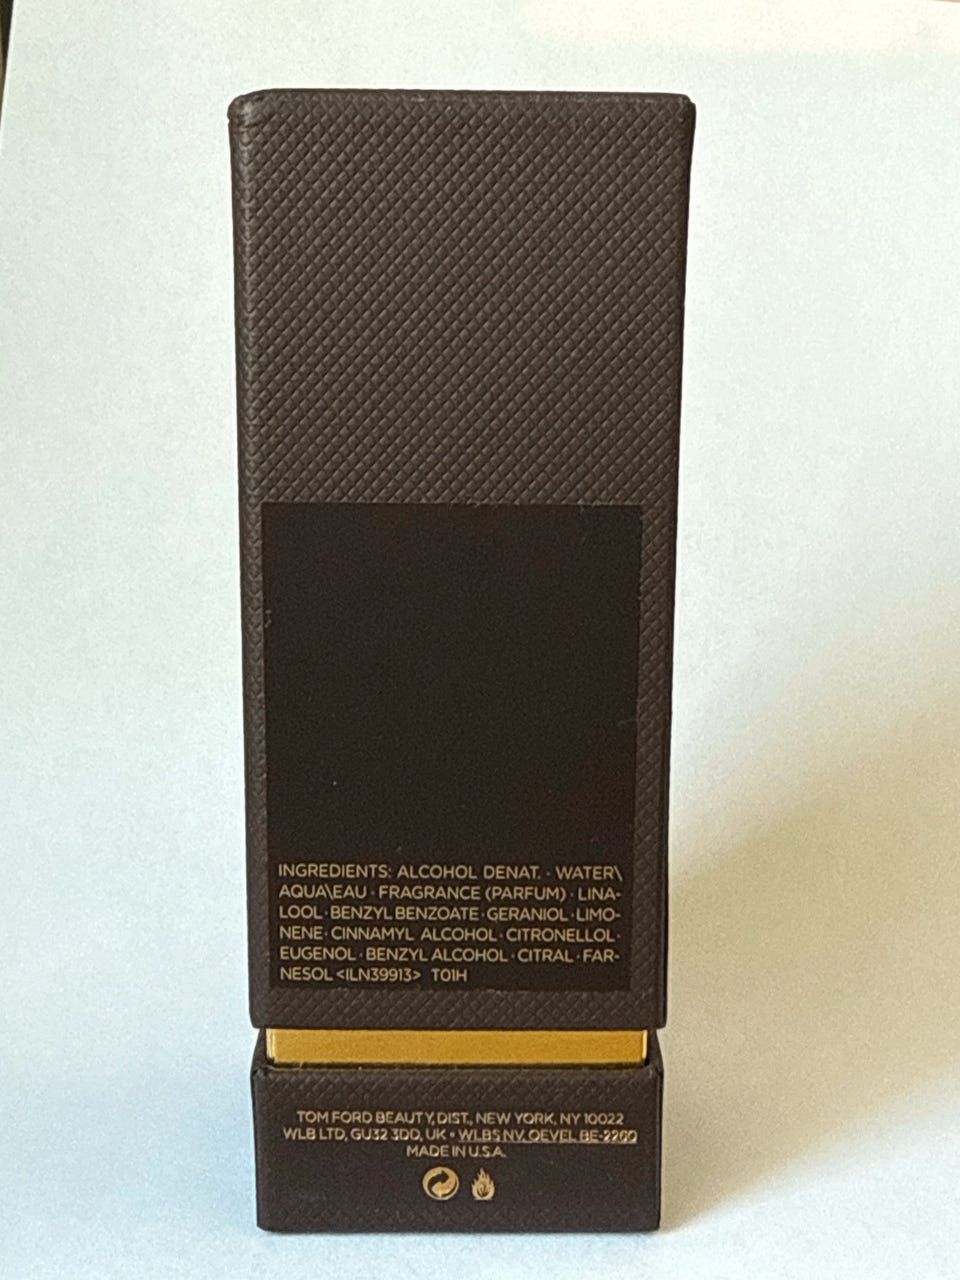 INGREDIENTS: ALCOHOL DENAT. · WATER\
AQUA\EAU · FRAGRANCE (PARFUM) · LINA-
LOOL · BENZYL BENZOATE · GERANIOL · LIMO-
NENE · CINNAMYL ALCOHOL · CITRONELLOL ·
EUGENOL · BENZYL ALCOHOL · CITRAL · FAR-
NESOL <ILN39913> T01H
TOM FORD BEAUTY, DIST., NEW YORK, NY 10022
WLB LTD, GU32 3DD, UK • WLBS NV, OEVEL BE-2260
MADE IN U.S.A.